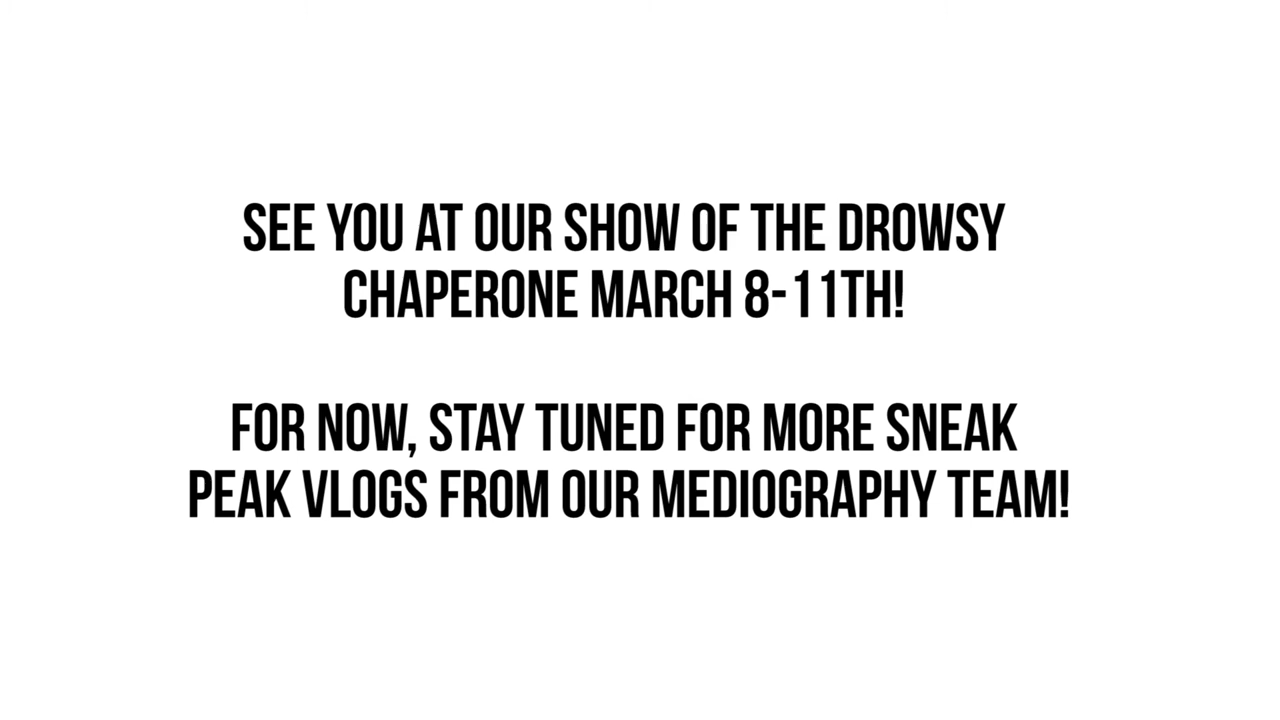 SEE YOU AT OUR SHOW OF THE DROWSY
CHAPERONE MARCH 8-11TH!
FOR NOW, STAY TUNED FOR MORE SNEAK
PEAK VLOGS FROM OUR MEDIOGRAPHY TEAM!